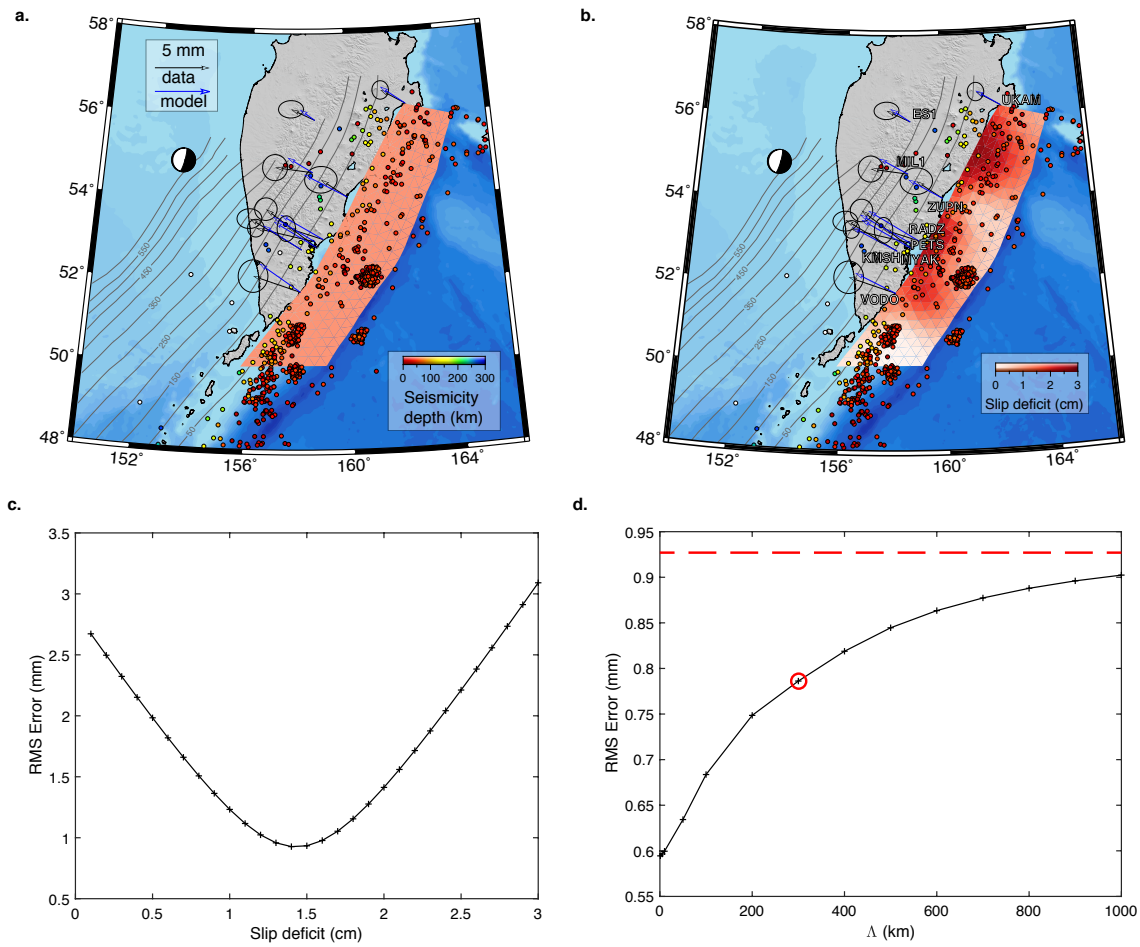 a.
b.
58˚
56˚
54˚
52˚
50˚
48˚
152˚
156˚
160˚
164˚
5 mm
data
model
550
450
350
250
150
50
0 100 200 300
Seismicity
depth (km)
58˚
56˚
54˚
52˚
50˚
48˚
152˚
156˚
160˚
164˚
550
450
350
250
150
50
UKAM
ES1
MIL1
ZUPN
RADZ
PETS
KMSH
NYAK
VODO
0 1 2 3
Slip deficit (cm)
c.
3.5
3
2.5
2
1.5
1
0.5
RMS Error (mm)
0 0.5 1 1.5 2 2.5 3
Slip deficit (cm)
d.
0.95
0.9
0.85
0.8
0.75
0.7
0.65
0.6
0.55
RMS Error (mm)
0 200 400 600 800 1000
Λ (km)